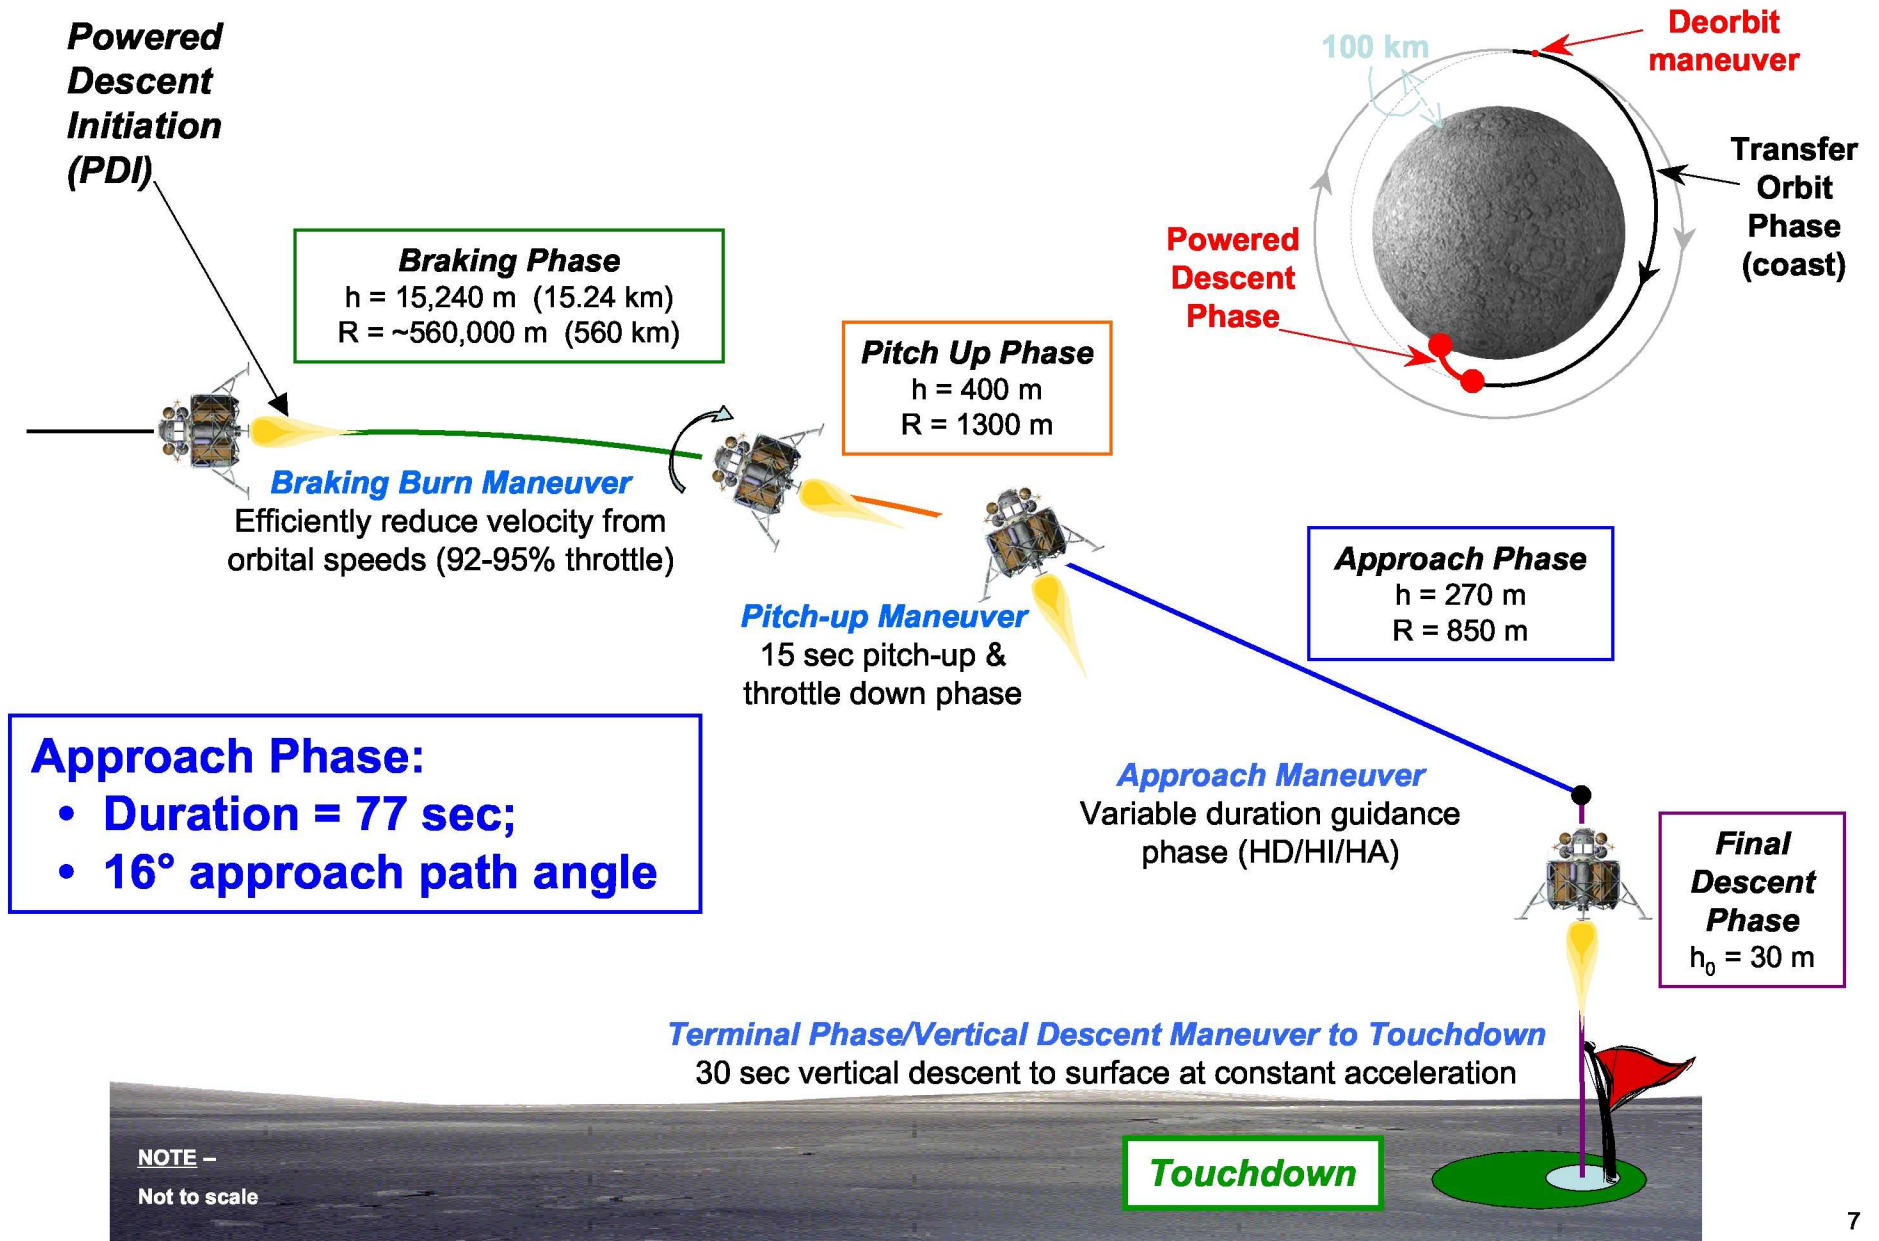 Powered
Descent
Initiation
(PDI)
100 km
Deorbit
maneuver
Transfer
Orbit
Phase
(coast)
Powered
Descent
Phase
Braking Phase
h = 15,240 m (15.24 km)
R = ~560,000 m (560 km)
Pitch Up Phase
h = 400 m
R = 1300 m
Braking Burn Maneuver
Efficiently reduce velocity from
orbital speeds (92-95% throttle)
Approach Phase
h = 270 m
R = 850 m
Pitch-up Maneuver
15 sec pitch-up &
throttle down phase
Approach Phase:
• Duration = 77 sec;
• 16° approach path angle
Approach Maneuver
Variable duration guidance
phase (HD/HI/HA)
Final
Descent
Phase
h₀ = 30 m
Terminal Phase/Vertical Descent Maneuver to Touchdown
30 sec vertical descent to surface at constant acceleration
NOTE –
Not to scale
Touchdown
7